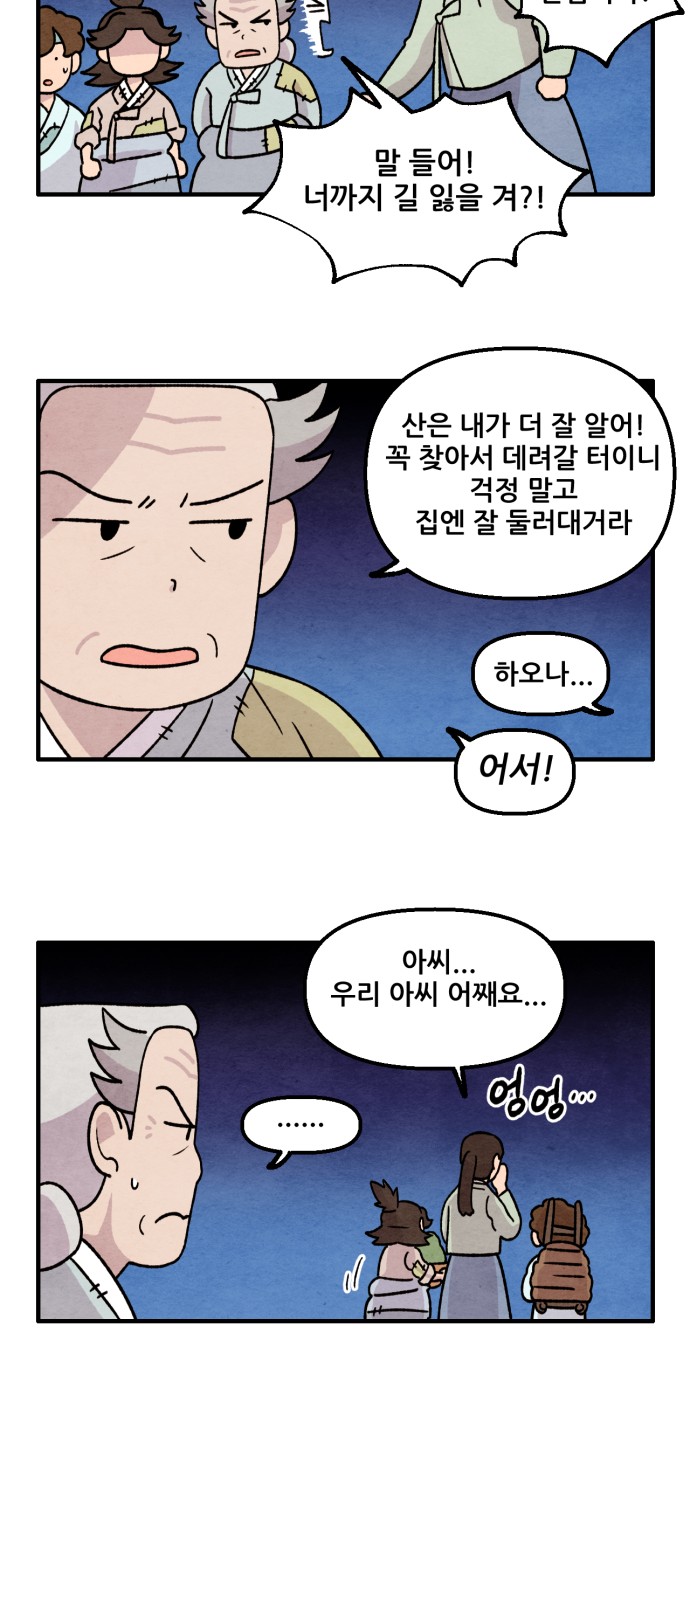 말 들어!
너까지 길 잃을 겨?!
산은 내가 더 잘 알어!
꼭 찾아서 데려갈 터이니
걱정 말고
집엔 잘 둘러대거라
하오나...
어서!
아씨...
우리 아씨 어째요...
엉엉...
......